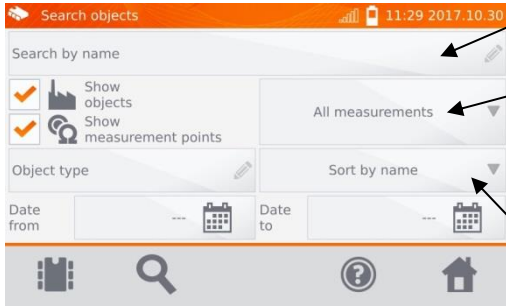 Search objects 11:29 2017.10.30
Search by name
Show objects
Show measurement points
All measurements
Object type
Sort by name
Date from ---
Date to ---